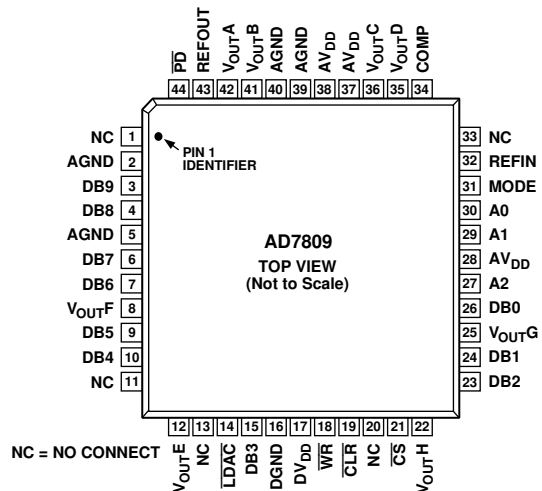 PD
REFOUT
VOUTA
VOUTB
AGND
AGND
AVDD
AVDD
VOUTC
VOUTD
COMP
44 43 42 41 40 39 38 37 36 35 34
NC 1
AGND 2
DB9 3
DB8 4
AGND 5
DB7 6
DB6 7
VOUTF 8
DB5 9
DB4 10
NC 11
PIN 1
IDENTIFIER
AD7809
TOP VIEW
(Not to Scale)
33 NC
32 REFIN
31 MODE
30 A0
29 A1
28 AVDD
27 A2
26 DB0
25 VOUTG
24 DB1
23 DB2
12 13 14 15 16 17 18 19 20 21 22
VOUTE
NC
LDAC
DB3
DGND
DVDD
WR
CLR
NC
CS
VOUTH
NC = NO CONNECT